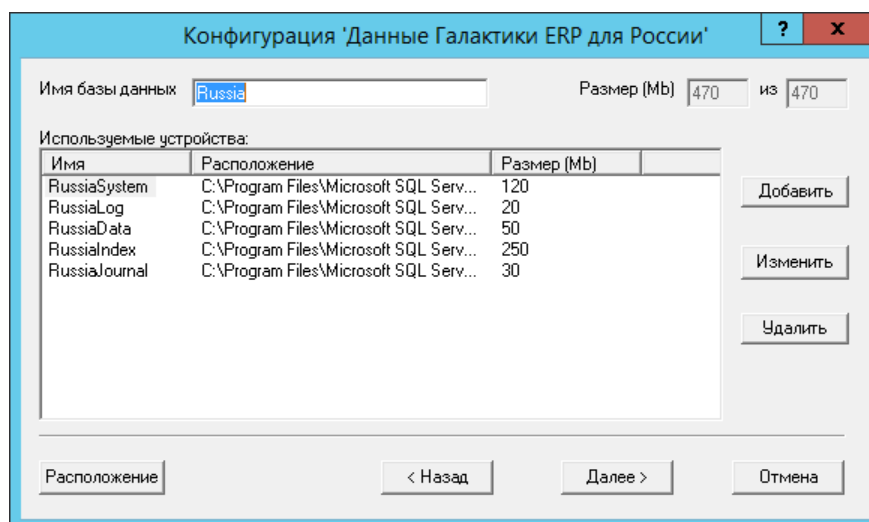 Конфигурация 'Данные Галактики ERP для России' ? x
Имя базы данных Russia Размер (Mb) 470 из 470
Используемые устройства:
Имя Расположение Размер (Mb)
RussiaSystem C:\Program Files\Microsoft SQL Serv... 120
RussiaLog C:\Program Files\Microsoft SQL Serv... 20
RussiaData C:\Program Files\Microsoft SQL Serv... 50
RussiaIndex C:\Program Files\Microsoft SQL Serv... 250
RussiaJournal C:\Program Files\Microsoft SQL Serv... 30
Добавить
Изменить
Удалить
Расположение < Назад Далее > Отмена